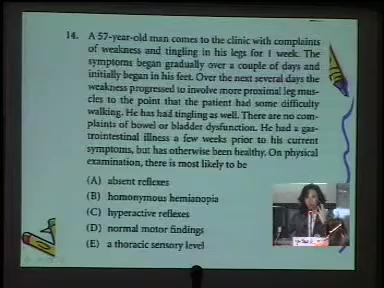 14. A 57-year-old man comes to the clinic with complaints
of weakness and tingling in his legs for 1 week. The
symptoms began gradually over a couple of days and
initially began in his feet. Over the next several days the
weakness progressed to involve more proximal leg mus-
cles to the point that the patient had some difficulty
walking. He has had tingling as well. There are no com-
plaints of bowel or bladder dysfunction. He had a gas-
trointestinal illness a few weeks prior to his current
symptoms, but has otherwise been healthy. On physical
examination, there is most likely to be
(A) absent reflexes
(B) homonymous hemianopia
(C) hyperactive reflexes
(D) normal motor findings
(E) a thoracic sensory level